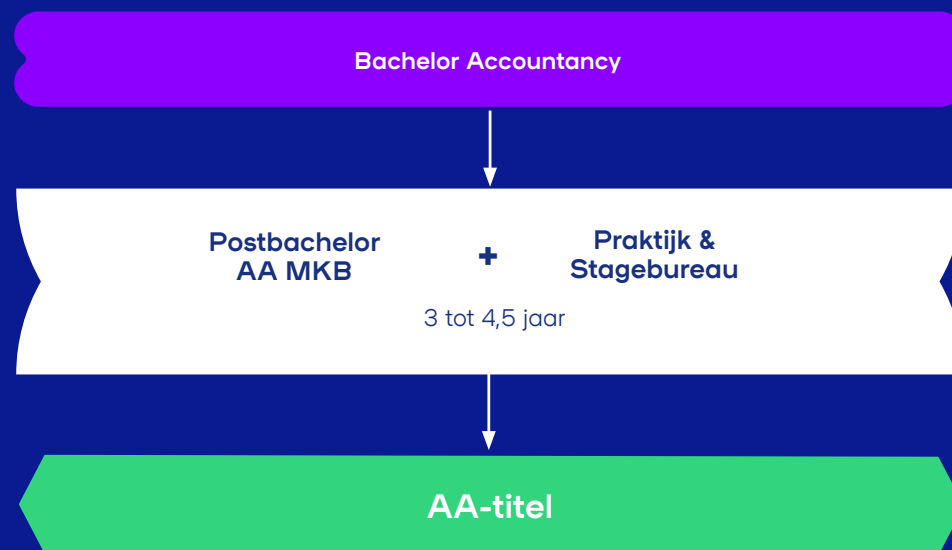 Bachelor Accountancy
Postbachelor
AA MKB
+
Praktijk &
Stagebureau
3 tot 4,5 jaar
AA-titel